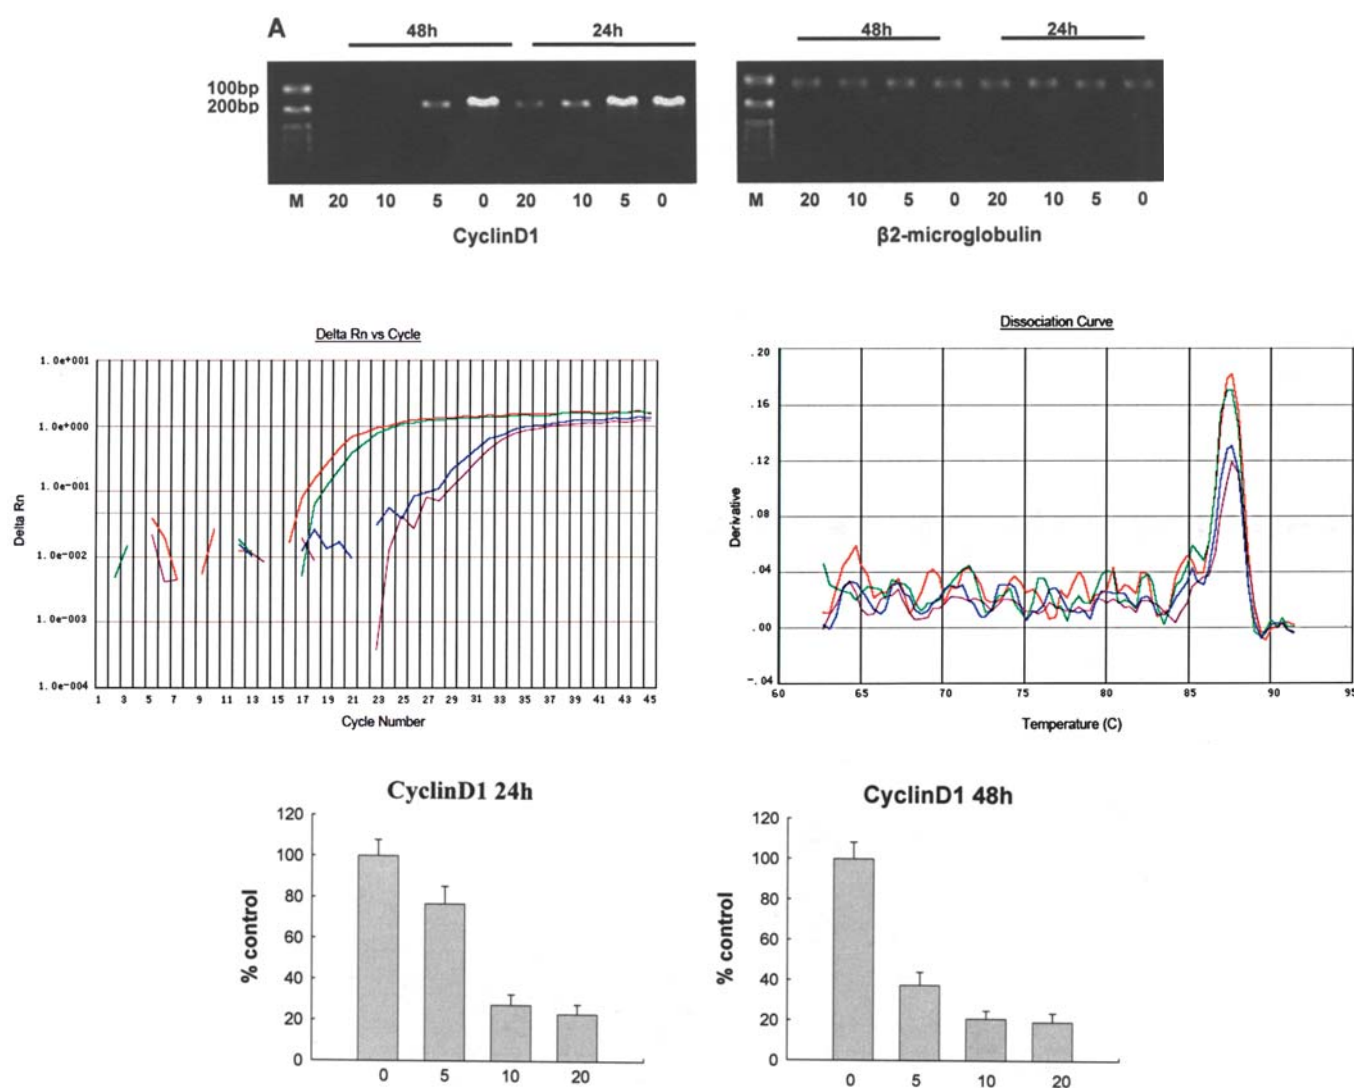 A
48h 24h 48h 24h
100bp
200bp
M 20 10 5 0 20 10 5 0
M 20 10 5 0 20 10 5 0
CyclinD1
β2-microglobulin
Delta Rn vs Cycle
1.0e+001
1.0e+000
1.0e-001
1.0e-002
1.0e-003
1.0e-004
Delta Rn
1 3 5 7 9 11 13 15 17 19 21 23 25 27 29 31 33 35 37 39 41 43 45
Cycle Number
Dissociation Curve
.20
.16
.12
.08
.04
.00
-.04
Derivative
60 65 70 75 80 85 90 95
Temperature (C)
CyclinD1 24h
120
100
80
60
40
20
0
% control
0 5 10 20
CyclinD1 48h
120
100
80
60
40
20
0
% control
0 5 10 20